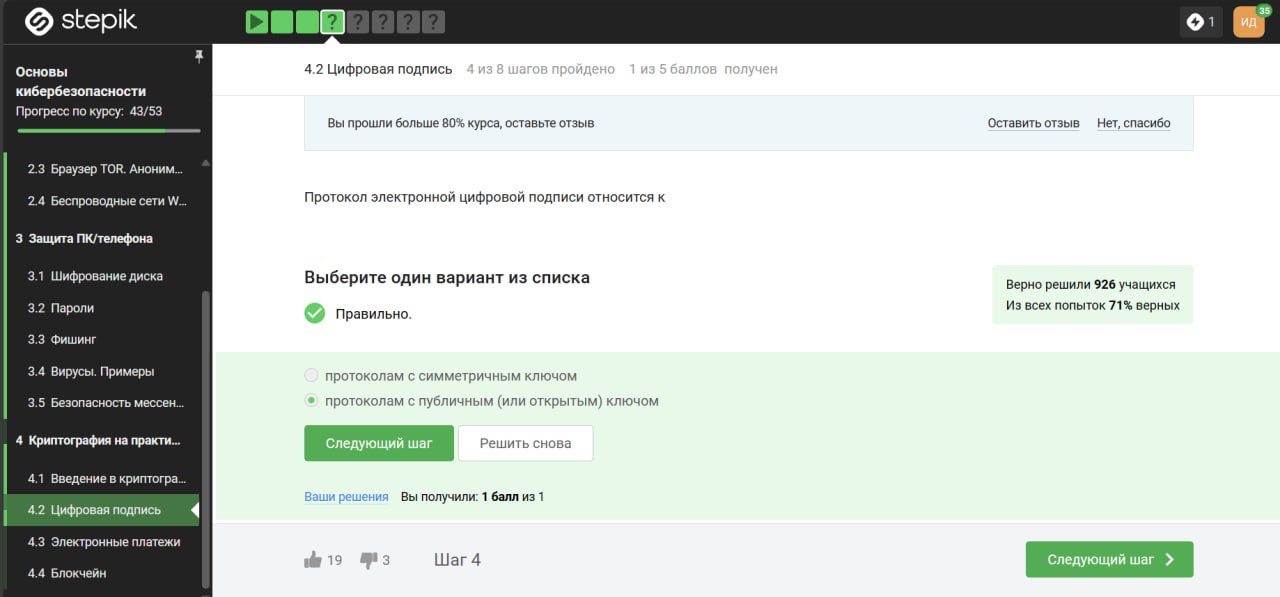 stepik
? ? ? ? ?
1
ИД
35
Основы
кибербезопасности
Прогресс по курсу: 43/53
2.3 Браузер TOR. Аноним...
2.4 Беспроводные сети W...
3 Защита ПК/телефона
3.1 Шифрование диска
3.2 Пароли
3.3 Фишинг
3.4 Вирусы. Примеры
3.5 Безопасность мессен...
4 Криптография на практи...
4.1 Введение в криптогра...
4.2 Цифровая подпись
4.3 Электронные платежи
4.4 Блокчейн
4.2 Цифровая подпись 4 из 8 шагов пройдено 1 из 5 баллов получен
Вы прошли больше 80% курса, оставьте отзыв Оставить отзыв Нет, спасибо
Протокол электронной цифровой подписи относится к
Выберите один вариант из списка
Правильно.
Верно решили 926 учащихся
Из всех попыток 71% верных
протоколам с симметричным ключом
протоколам с публичным (или открытым) ключом
Следующий шаг Решить снова
Ваши решения Вы получили: 1 балл из 1
19 3 Шаг 4 Следующий шаг